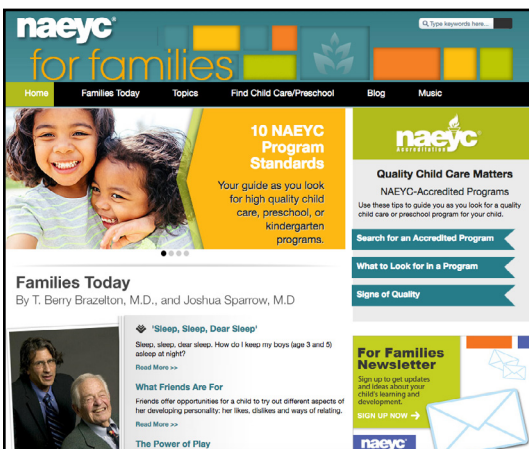 naeyc®
Type keywords here...
for families
Home Families Today Topics Find Child Care/Preschool Blog Music
10 NAEYC
Program
Standards
Your guide as you look
for high quality child
care, preschool, or
kindergarten
programs.
naeyc®
Accreditation
Quality Child Care Matters
NAEYC-Accredited Programs
Use these tips to guide you as you look for a quality
child care or preschool program for your child.
Search for an Accredited Program
What to Look for in a Program
Signs of Quality
Families Today
By T. Berry Brazelton, M.D., and Joshua Sparrow, M.D
'Sleep, Sleep, Dear Sleep'
Sleep, sleep, dear sleep. How do I keep my boys (age 3 and 5)
asleep at night?
Read More >>
What Friends Are For
Friends offer opportunities for a child to try out different aspects of
her developing personality: her likes, dislikes and ways of relating.
Read More >>
The Power of Play
For Families
Newsletter
Sign up to get updates
and ideas about your
child's learning and
development.
SIGN UP NOW
naeyc®